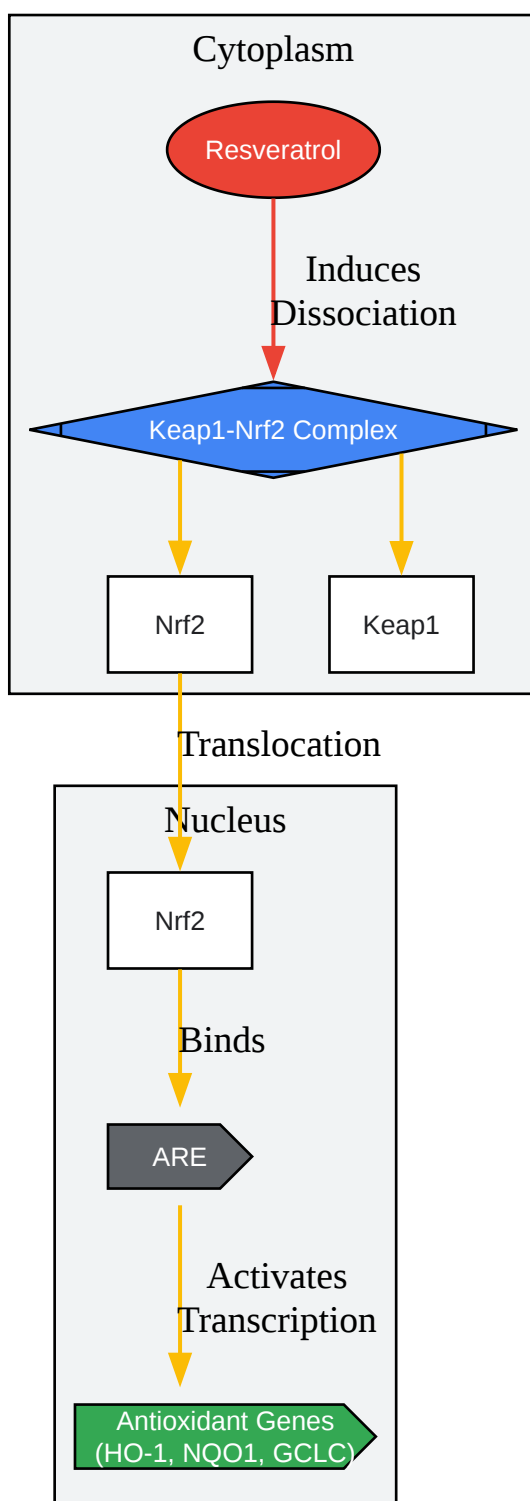 Cytoplasm
Resveratrol
Induces
Dissociation
Keap1-Nrf2 Complex
Nrf2
Keap1
Translocation
Nucleus
Nrf2
Binds
ARE
Activates
Transcription
Antioxidant Genes
(HO-1, NQO1, GCLC)